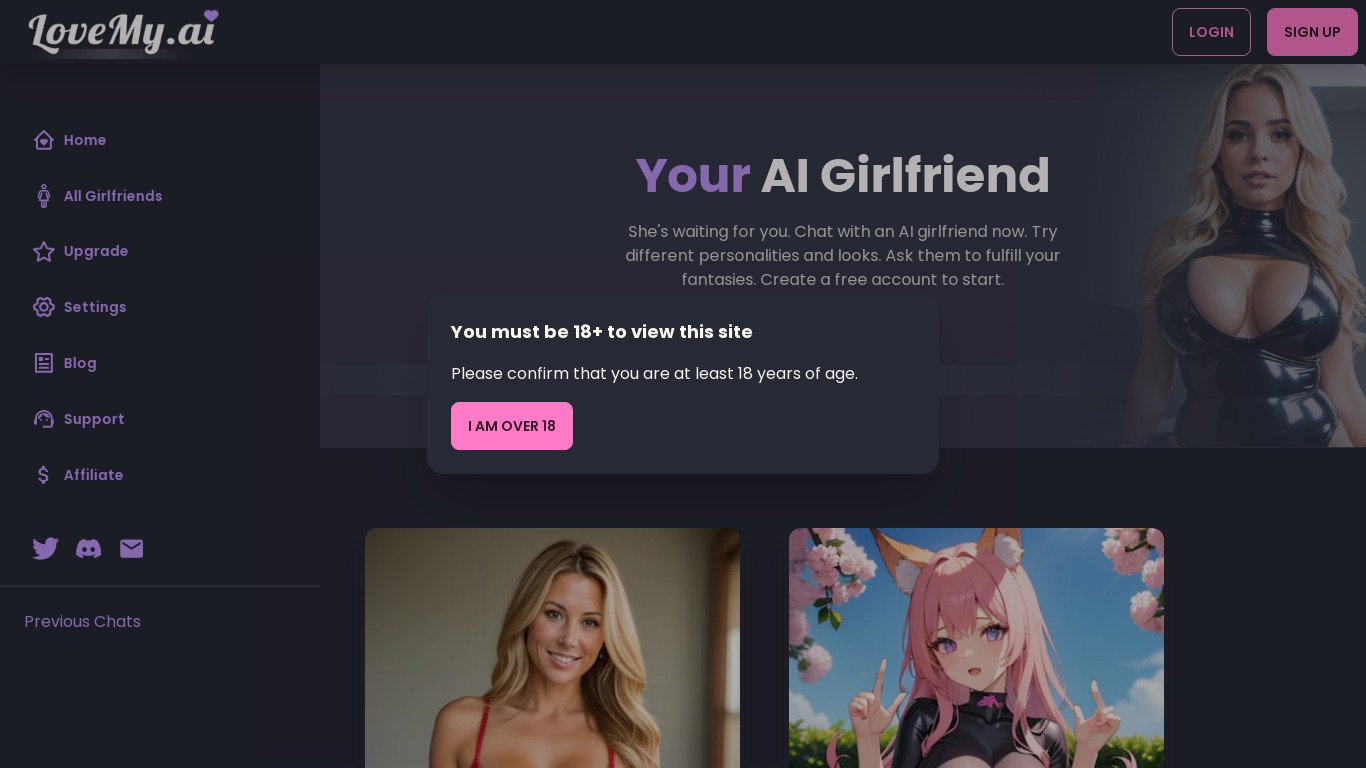 LoveMy.ai
LOGIN
SIGN UP
Home
All Girlfriends
Upgrade
Settings
Blog
Support
Affiliate
Previous Chats
Your AI Girlfriend
She's waiting for you. Chat with an AI girlfriend now. Try
different personalities and looks. Ask them to fulfill your
fantasies. Create a free account to start.
You must be 18+ to view this site
Please confirm that you are at least 18 years of age.
I AM OVER 18